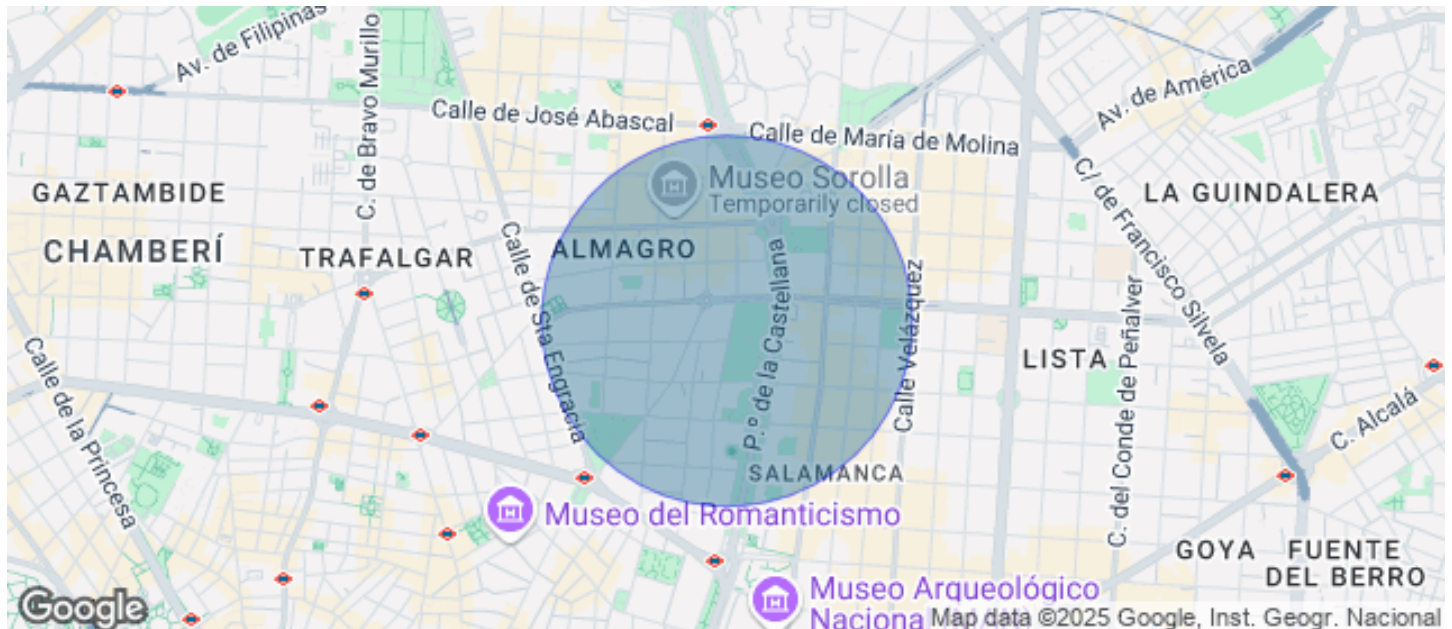 Av. de Filipinas
C. de Bravo Murillo
Calle de José Abascal
Calle de María de Molina
Av. de América
C/ de Francisco Silvela
Museo Sorolla
Temporarily closed
GAZTAMBIDE
LA GUINDALERA
CHAMBERÍ
TRAFALGAR
ALMAGRO
Calle de Sta Engracia
P.º de la Castellana
Calle Velázquez
LISTA
C. del Conde de Peñalver
Calle de la Princesa
C. Alcalá
SALAMANCA
Museo del Romanticismo
GOYA
FUENTE
DEL BERRO
Museo Arqueológico
Naciona
Google
Map data ©2025 Google, Inst. Geogr. Nacional